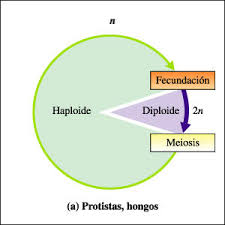 n
Fecundación
Haploide
Diploide
2n
Meiosis
(a) Protistas, hongos